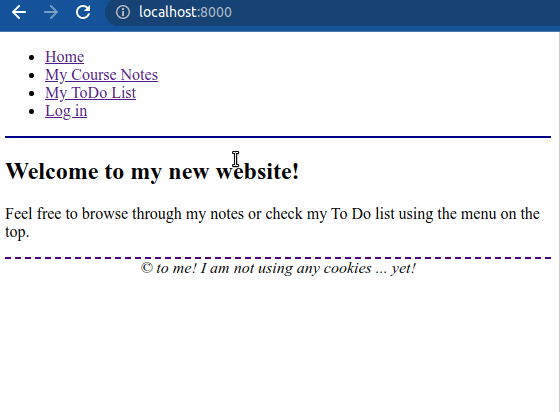 localhost:8000
Home
My Course Notes
My ToDo List
Log in
Welcome to my new website!
Feel free to browse through my notes or check my To Do list using the menu on the
top.
© to me! I am not using any cookies ... yet!